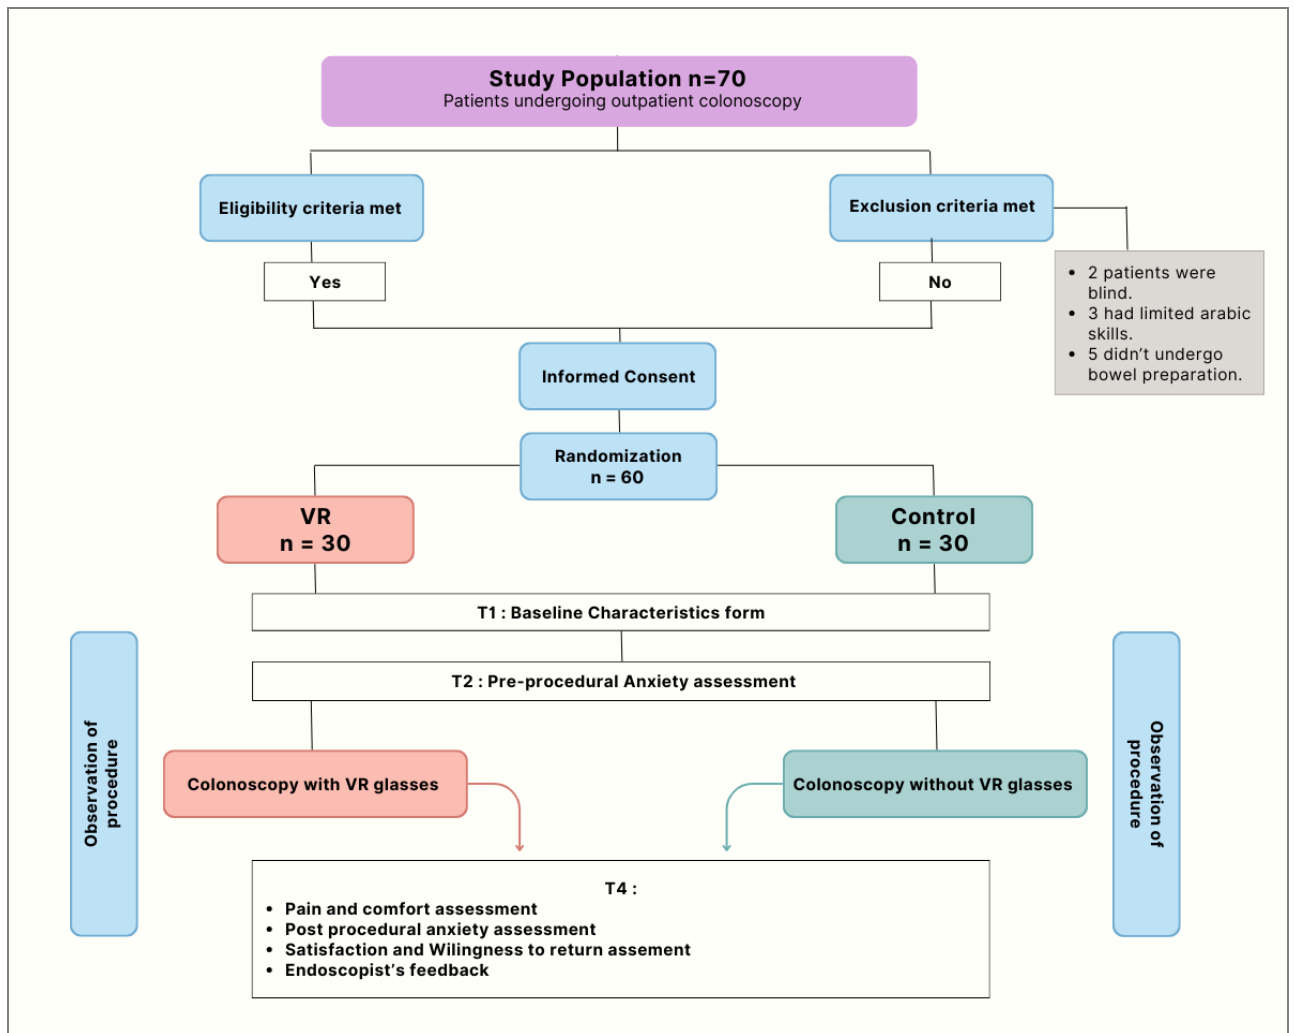 Study Population n=70
Patients undergoing outpatient colonoscopy
Eligibility criteria met
Exclusion criteria met
Yes
No
• 2 patients were
blind.
• 3 had limited arabic
skills.
• 5 didn't undergo
bowel preparation.
Informed Consent
Randomization
n = 60
VR
n = 30
Control
n = 30
T1 : Baseline Characteristics form
T2 : Pre-procedural Anxiety assessment
Observation of
procedure
Colonoscopy with VR glasses
Colonoscopy without VR glasses
Observation of
procedure
T4 :
• Pain and comfort assessment
• Post procedural anxiety assessment
• Satisfaction and Wilingness to return assement
• Endoscopist's feedback